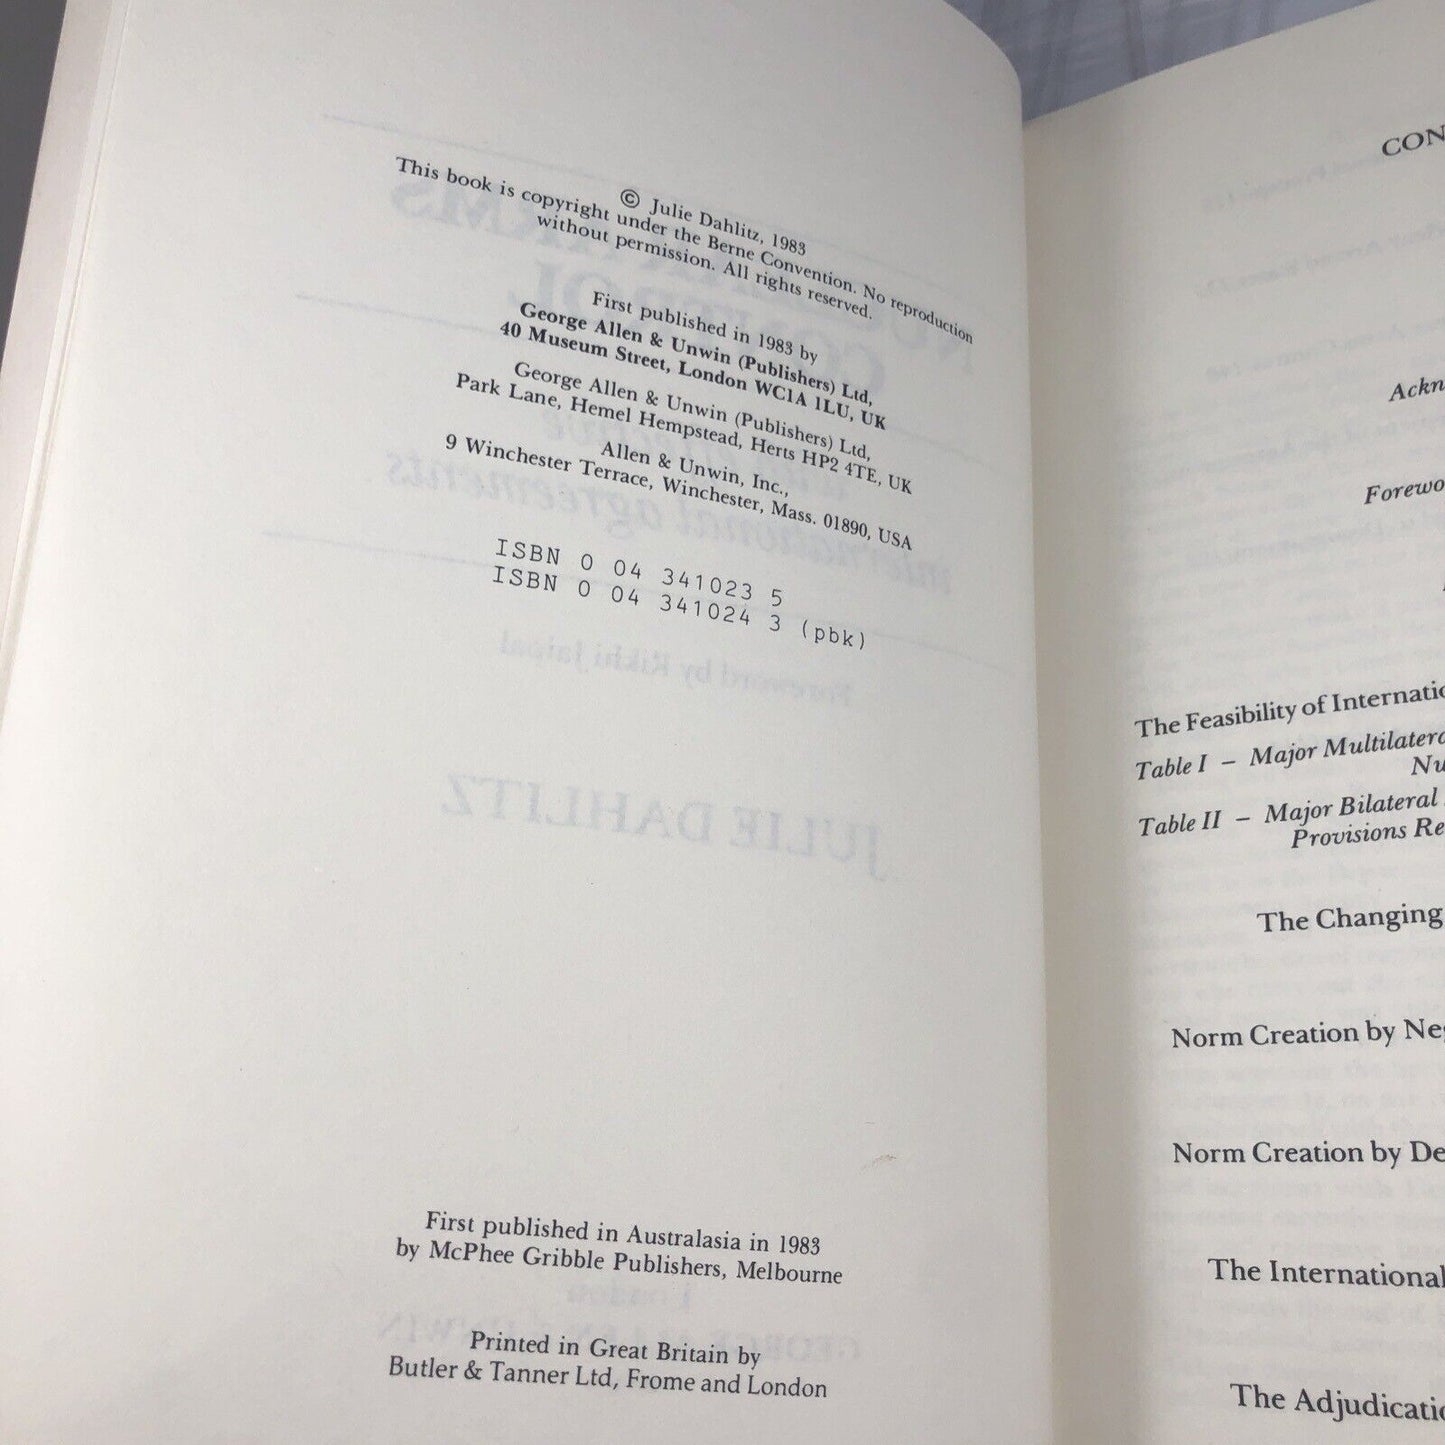 © Julie Dahlitz, 1983
This book is copyright under the Berne Convention. No reproduction
without permission. All rights reserved.
First published in 1983 by
George Allen & Unwin (Publishers) Ltd,
40 Museum Street, London WC1A 1LU, UK
George Allen & Unwin (Publishers) Ltd,
Park Lane, Hemel Hempstead, Herts HP2 4TE, UK
Allen & Unwin, Inc.,
9 Winchester Terrace, Winchester, Mass. 01890, USA
ISBN 0 04 341023 5
ISBN 0 04 341024 3 (pbk)
First published in Australasia in 1983
by McPhee Gribble Publishers, Melbourne
Printed in Great Britain by
Butler & Tanner Ltd, Frome and London
CON
Ackn
Forewo
The Feasibility of Internatio
Table I – Major Multilatera
Nu
Table II – Major Bilateral
Provisions Re
The Changing
Norm Creation by Neg
Norm Creation by De
The International
The Adjudicatio